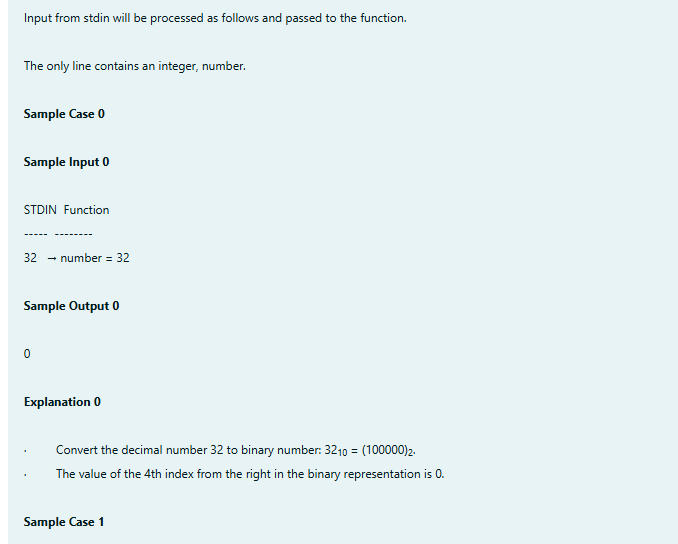 Input from stdin will be processed as follows and passed to the function.
The only line contains an integer, number.
Sample Case 0
Sample Input 0
STDIN Function
----- --------
32 → number = 32
Sample Output 0
0
Explanation 0
· Convert the decimal number 32 to binary number: 32₁₀ = (100000)₂.
· The value of the 4th index from the right in the binary representation is 0.
Sample Case 1